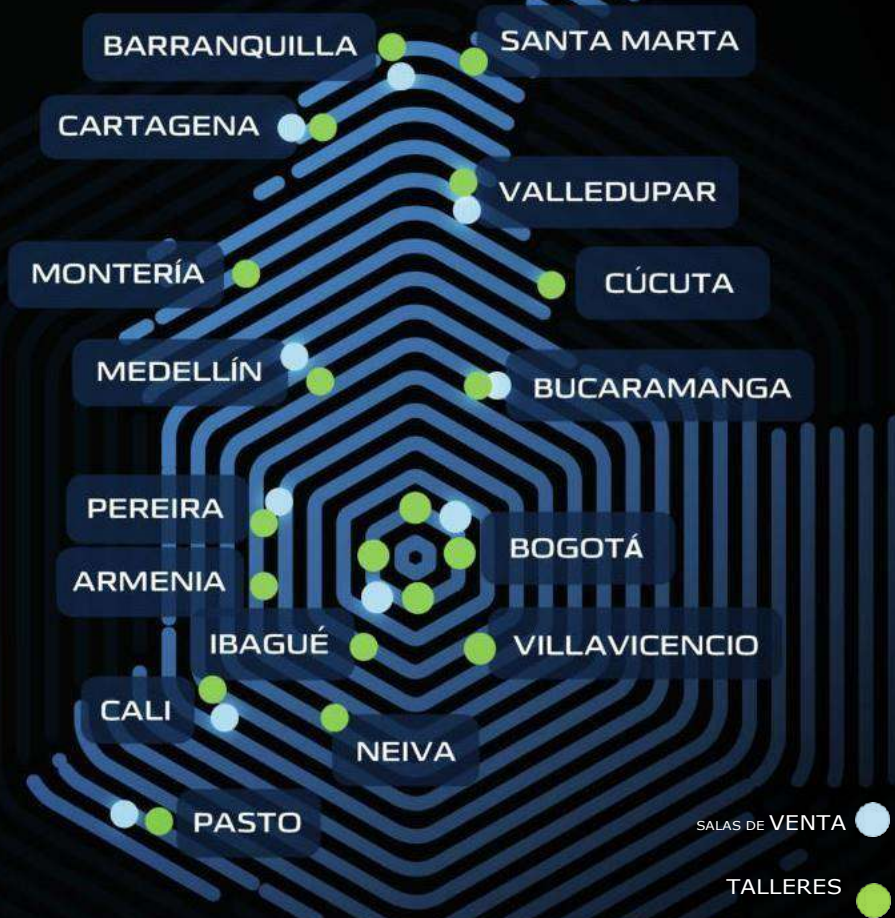 BARRANQUILLA
SANTA MARTA
CARTAGENA
VALLEDUPAR
MONTERÍA
CÚCUTA
MEDELLÍN
BUCARAMANGA
PEREIRA
BOGOTÁ
ARMENIA
IBAGUÉ
VILLAVICENCIO
CALI
NEIVA
PASTO
SALAS DE VENTA
TALLERES